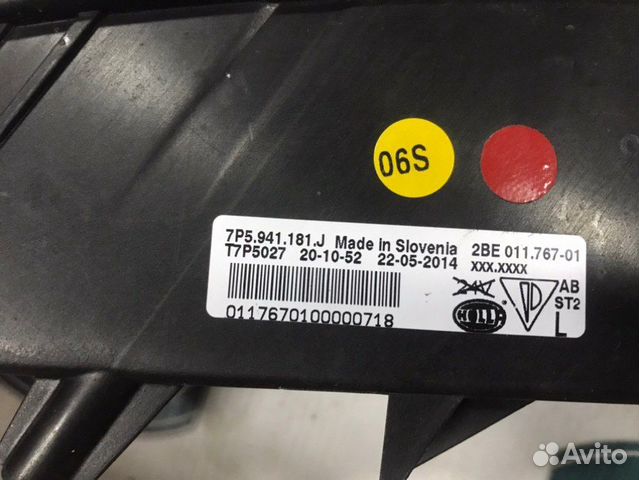 06S
7P5.941.181.J Made in Slovenia 2BE 011.767-01
T7P5027 20-10-52 22-05-2014 xxx.xxxx
24V
AB
ST2
HELLA
L
01176701000000718
Avito